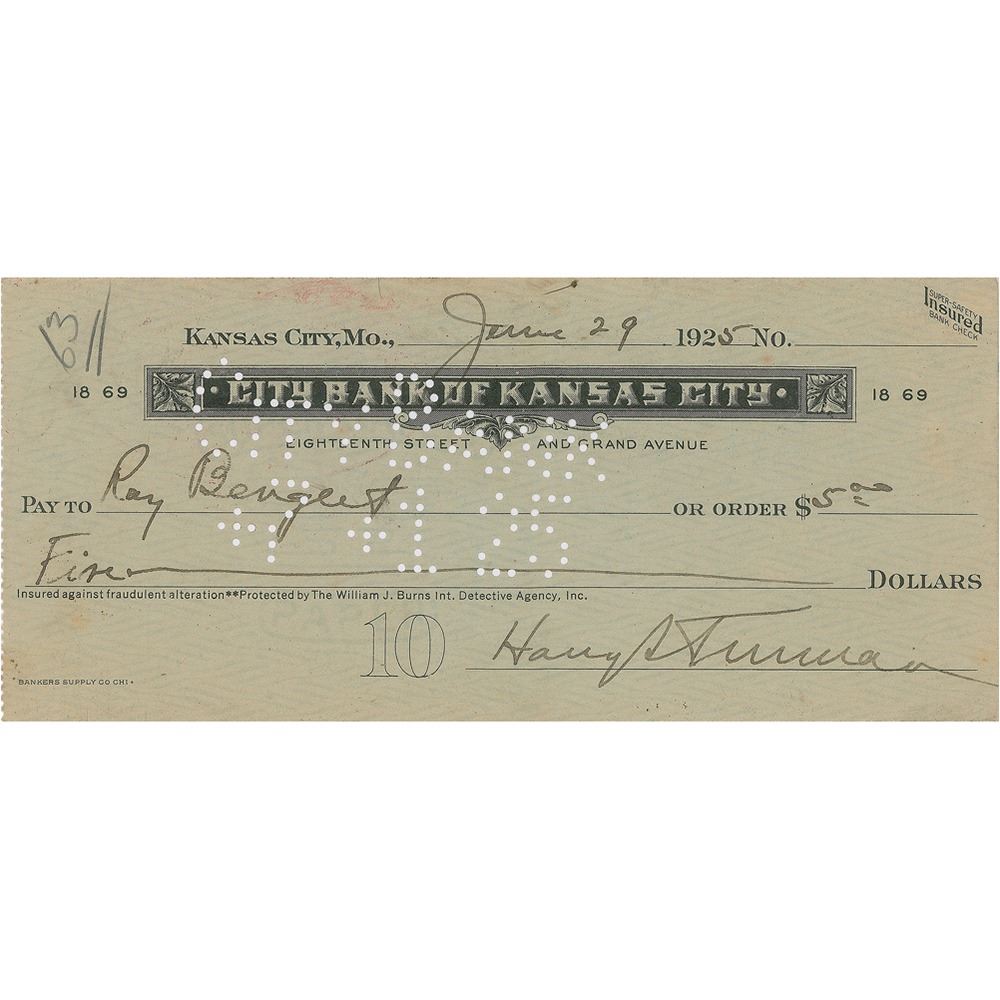 63 11
KANSAS CITY, MO., June 29 1925 NO.
SUPER-SAFETY
Insured
BANK CHECK
18 69 · CITY BANK OF KANSAS CITY · 18 69
EIGHTEENTH STREET AND GRAND AVENUE
PAY TO Ray OR ORDER $5.00
Five DOLLARS
Insured against fraudulent alteration**Protected by The William J. Burns Int. Detective Agency, Inc.
10 Harry S Truman
BANKERS SUPPLY CO CHI